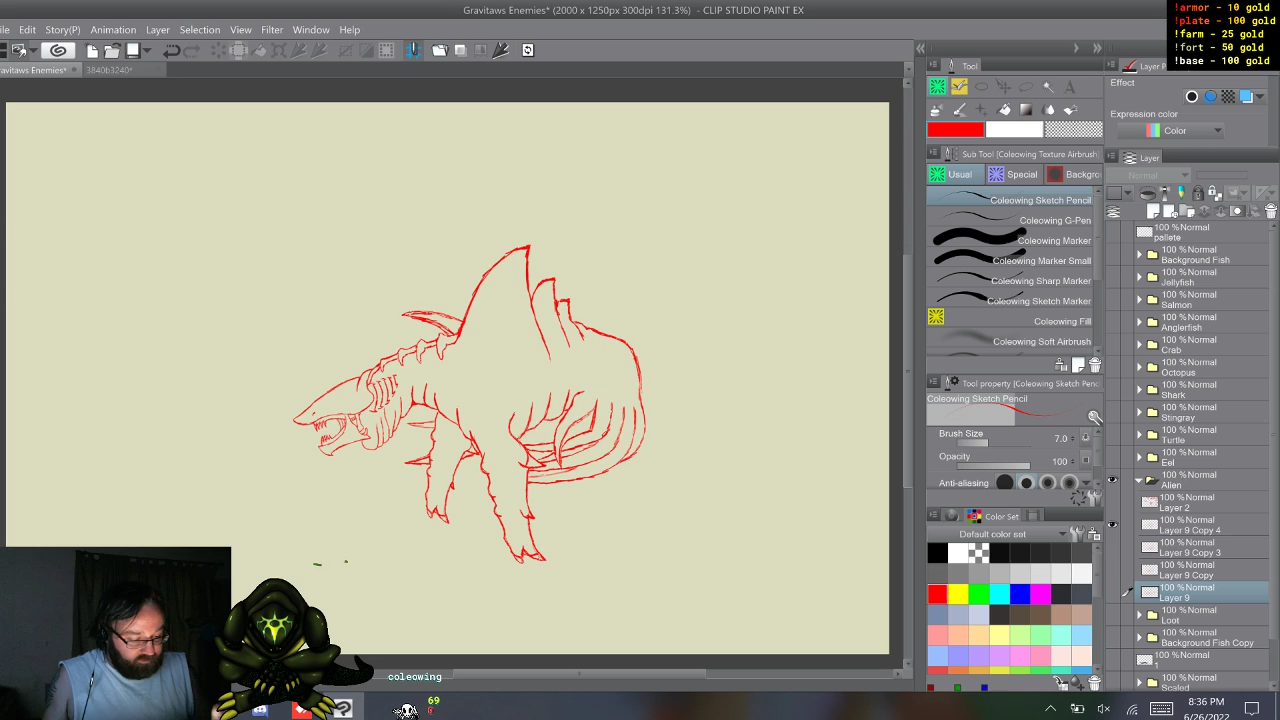 Gravitaws Enemies* (2000 x 1250px 300dpi 131.3%) - CLIP STUDIO PAINT EX
!armor - 10 gold
!plate - 100 gold
!farm - 25 gold
!fort - 50 gold
!base - 100 gold
ile Edit Story(P) Animation Layer Selection View Filter Window Help
ravitaws Enemies* 3840b3240*
Tool
Layer P
Effect
Expression color
Color
Sub Tool [Coleowing Texture Airbrush]
Usual Special Backgro
Coleowing Sketch Pencil
Coleowing G-Pen
Coleowing Marker
Coleowing Marker Small
Coleowing Sharp Marker
Coleowing Sketch Marker
Coleowing Fill
Coleowing Soft Airbrush
Tool property [Coleowing Sketch Penc
Coleowing Sketch Pencil
Brush Size 7.0
Opacity 100
Anti-aliasing
Color Set
Default color set
Layer
Normal
100 %Normal
pallete
100 %Normal
Background Fish
100 %Normal
Jellyfish
100 %Normal
Salmon
100 %Normal
Anglerfish
100 %Normal
Crab
100 %Normal
Octopus
100 %Normal
Shark
100 %Normal
Stingray
100 %Normal
Turtle
100 %Normal
Eel
100 %Normal
Alien
100 %Normal
Layer 2
100 %Normal
Layer 9 Copy 4
100 %Normal
Layer 9 Copy 3
100 %Normal
Layer 9 Copy
100 %Normal
Layer 9
100 %Normal
Loot
100 %Normal
Background Fish Copy
100 %Normal
1
100 %Normal
Scaled
coleowing
69
8:36 PM
6/26/2022